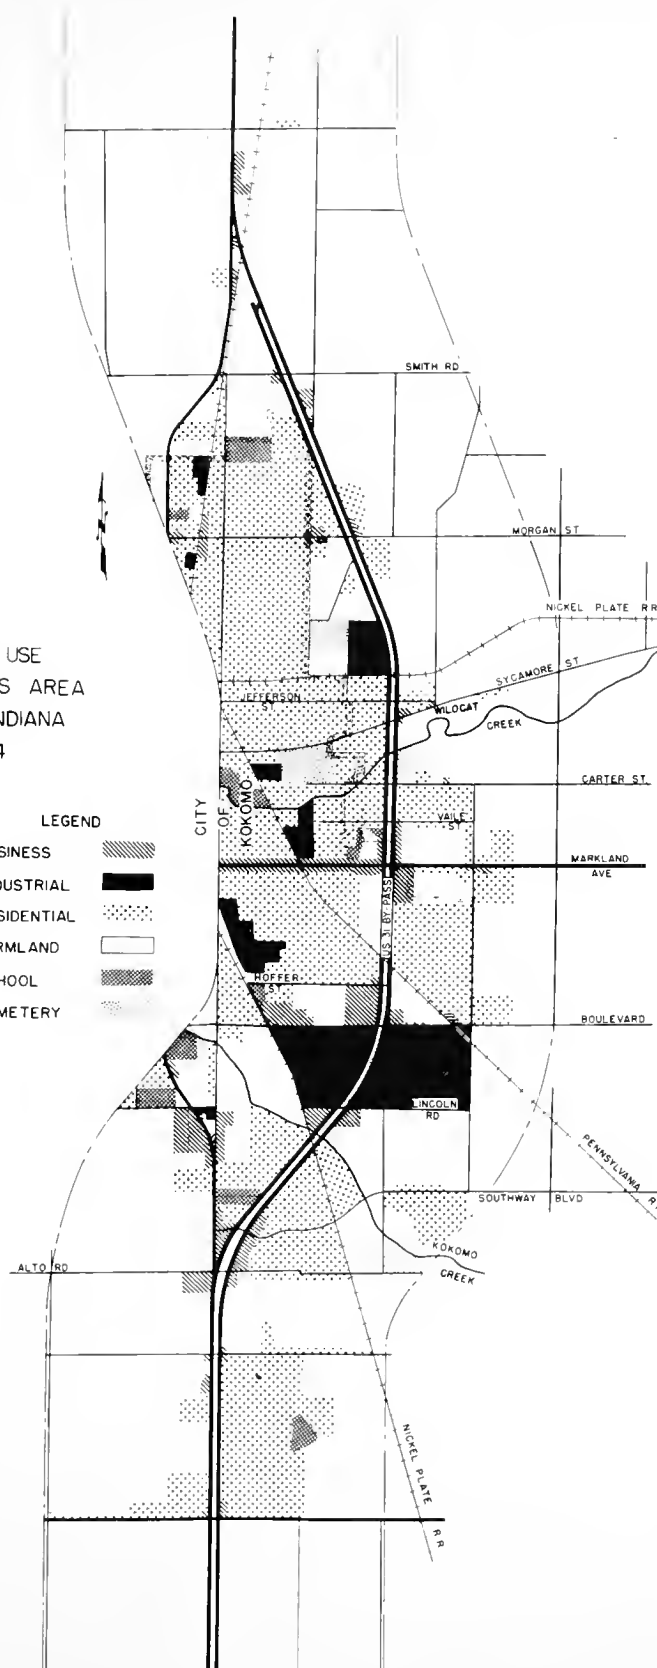 SMITH RD
MORGAN ST
NICKEL PLATE RR
USE
S AREA
NDIANA
4
SYCAMORE ST
JEFFERSON
ST
WILDCAT
CREEK
CARTER ST.
CITY
OF
KOKOMO
VAILE
ST
LEGEND
SINESS
DUSTRIAL
SIDENTIAL
RMLAND
HOOL
METERY
MARKLAND
AVE
US 31 BY-PASS
HOFFER
ST
BOULEVARD
LINCOLN
RD
PENNSYLVANIA R
SOUTHWAY BLVD
KOKOMO
CREEK
ALTO RD
NICKEL PLATE
RR